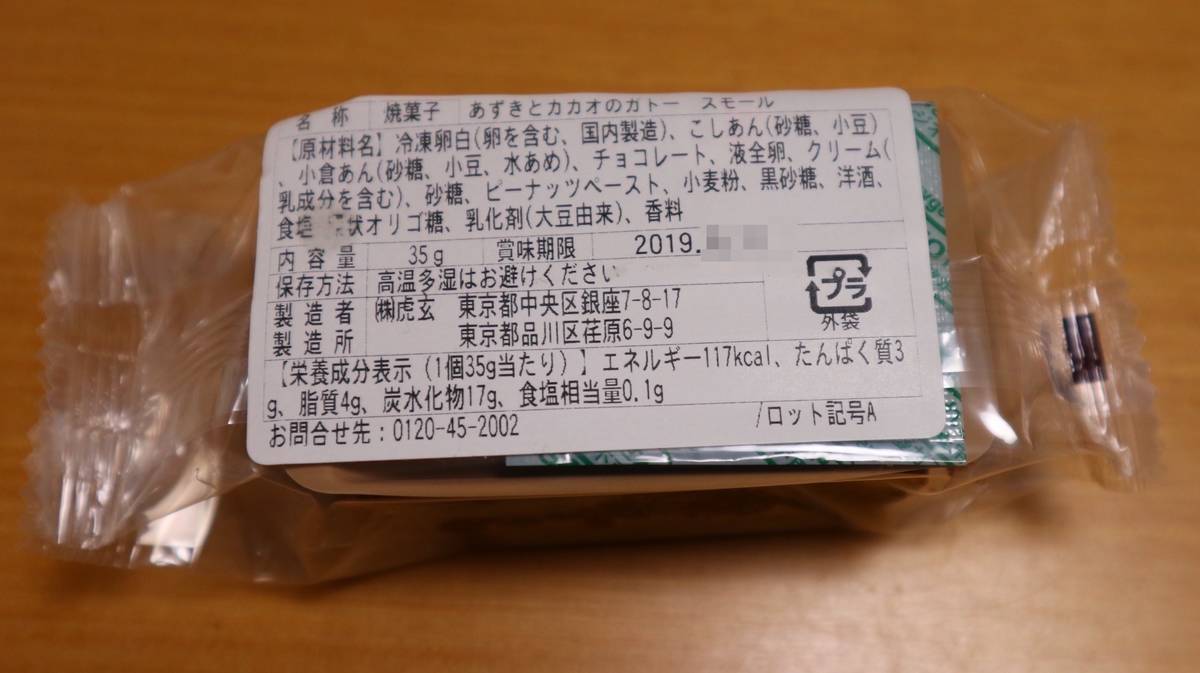 名称 焼菓子 あずきとカカオのガトー スモール
【原材料名】冷凍卵白(卵を含む、国内製造)、こしあん(砂糖、小豆)
、小倉あん(砂糖、小豆、水あめ)、チョコレート、液全卵、クリーム(
乳成分を含む)、砂糖、ピーナッツペースト、小麦粉、黒砂糖、洋酒、
食塩 状オリゴ糖、乳化剤(大豆由来)、香料
内容量 35g 賞味期限 2019.
保存方法 高温多湿はお避けください
製造者 ㈱虎玄 東京都中央区銀座7-8-17
製造所 東京都品川区荏原6-9-9
プラ
外袋
【栄養成分表示(1個35g当たり)】エネルギー117kcal、たんぱく質3
g、脂質4g、炭水化物17g、食塩相当量0.1g
/ロット記号A
お問合せ先:0120-45-2002